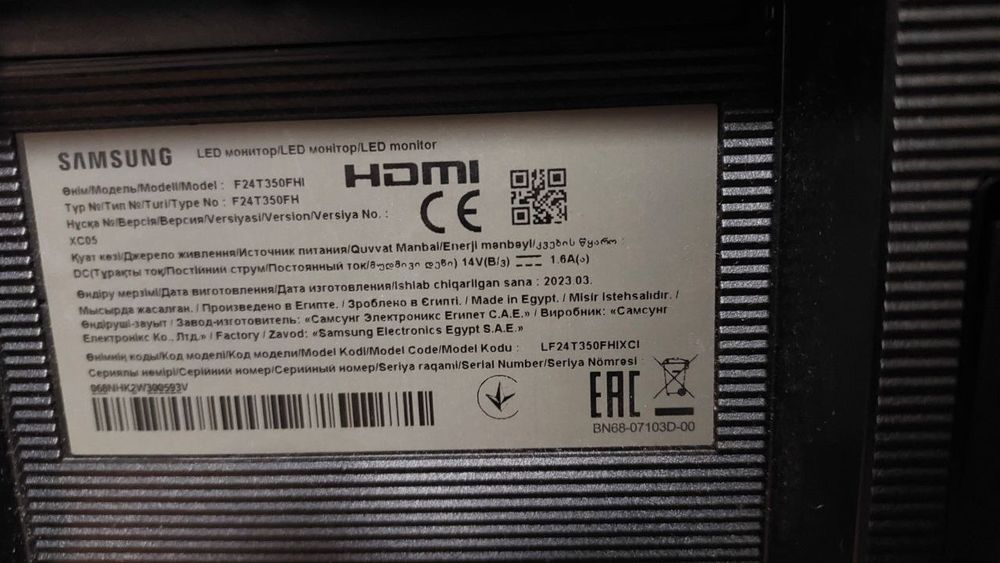 SAMSUNG LED монитор/LED монітор/LED monitor
HDMI
Өнім/Модель/Modeli/Model : F24T350FHI
Түр №/Тип №/Turi/Type No : F24T350FH
CE
Нұсқа №/Версія/Версия/Versiyasi/Version/Versiya No. :
XC05
Қуат көзі/Джерело живлення/Источник питания/Quvvat Manbai/Enerji mənbəyi/კვების წყარო :
DC(Тұрақты ток/Постійний струм/Постоянный ток/მუდმივი დენი) 14V(В/ვ) 1.6A(ა)
Өндіру мерзімі/Дата виготовлення/Дата изготовления/Ishlab chiqarilgan sana : 2023.03.
Мысырда жасалған. / Произведено в Египте. / Зроблено в Єгипті. / Made in Egypt. / Misir istehsalıdır. /
Өндіруші-зауыт / Завод-изготовитель: «Самсунг Электроникс Египет С.А.Е.» / Виробник: «Самсунг
Електронікс Ко., Лтд.» / Factory / Zavod: «Samsung Electronics Egypt S.A.E.»
Өнімнің коды/Код моделі/Код модели/Model Kodi/Model Code/Model Kodu : LF24T350FHIXCI
Сериялы нөмірі/Серійний номер/Серийный номер/Seriya raqami/Serial Number/Seriya Nömrəsi :
968NHK2W300593V
EAC
BN68-07103D-00